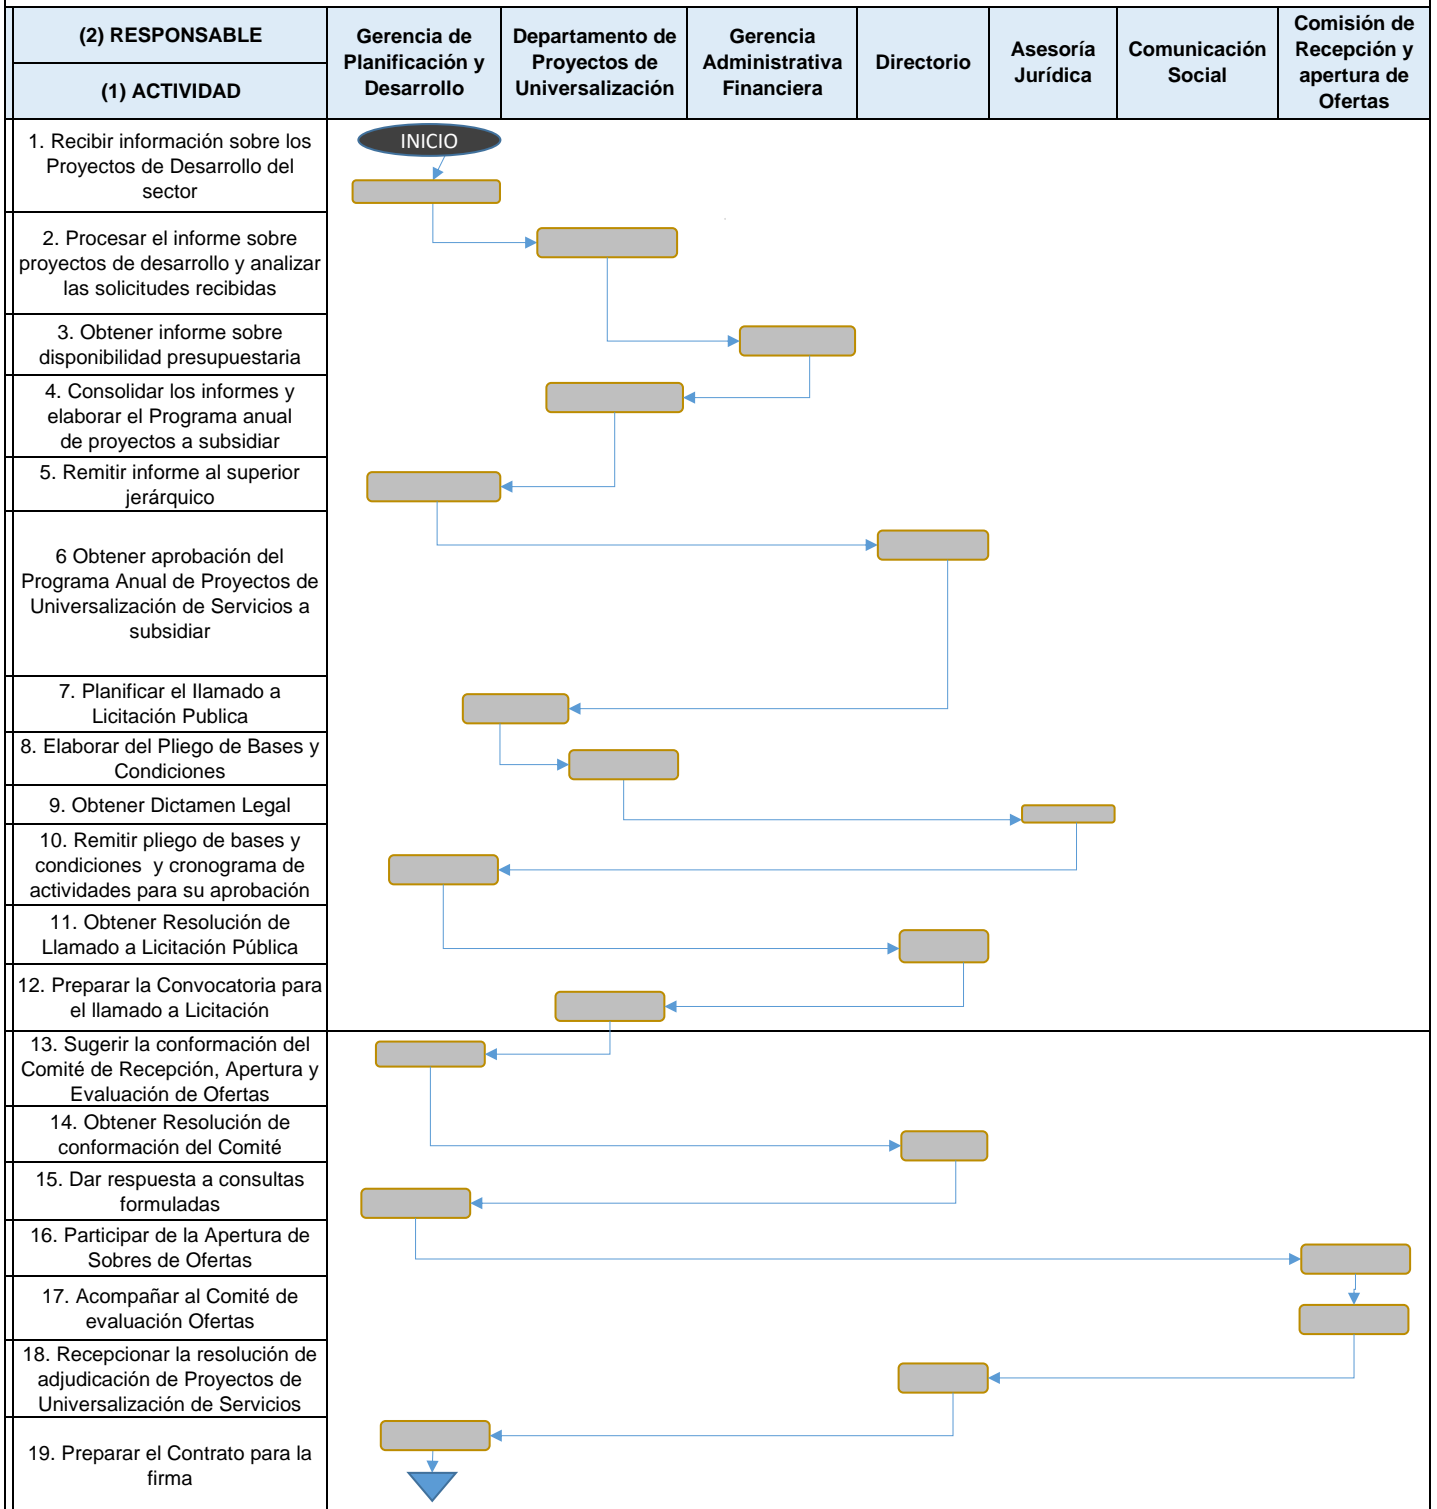 (2) RESPONSABLE
(1) ACTIVIDAD
Gerencia de
Planificación y
Desarrollo
Departamento de
Proyectos de
Universalización
Gerencia
Administrativa
Financiera
Directorio
Asesoría
Jurídica
Comunicación
Social
Comisión de
Recepción y
apertura de
Ofertas
1. Recibir información sobre los
Proyectos de Desarrollo del
sector
INICIO
2. Procesar el informe sobre
proyectos de desarrollo y analizar
las solicitudes recibidas
3. Obtener informe sobre
disponibilidad presupuestaria
4. Consolidar los informes y
elaborar el Programa anual
de proyectos a subsidiar
5. Remitir informe al superior
jerárquico
6 Obtener aprobación del
Programa Anual de Proyectos de
Universalización de Servicios a
subsidiar
7. Planificar el llamado a
Licitación Publica
8. Elaborar del Pliego de Bases y
Condiciones
9. Obtener Dictamen Legal
10. Remitir pliego de bases y
condiciones  y cronograma de
actividades para su aprobación
11. Obtener Resolución de
Llamado a Licitación Pública
12. Preparar la Convocatoria para
el llamado a Licitación
13. Sugerir la conformación del
Comité de Recepción, Apertura y
Evaluación de Ofertas
14. Obtener Resolución de
conformación del Comité
15. Dar respuesta a consultas
formuladas
16. Participar de la Apertura de
Sobres de Ofertas
17. Acompañar al Comité de
evaluación Ofertas
18. Recepcionar la resolución de
adjudicación de Proyectos de
Universalización de Servicios
19. Preparar el Contrato para la
firma